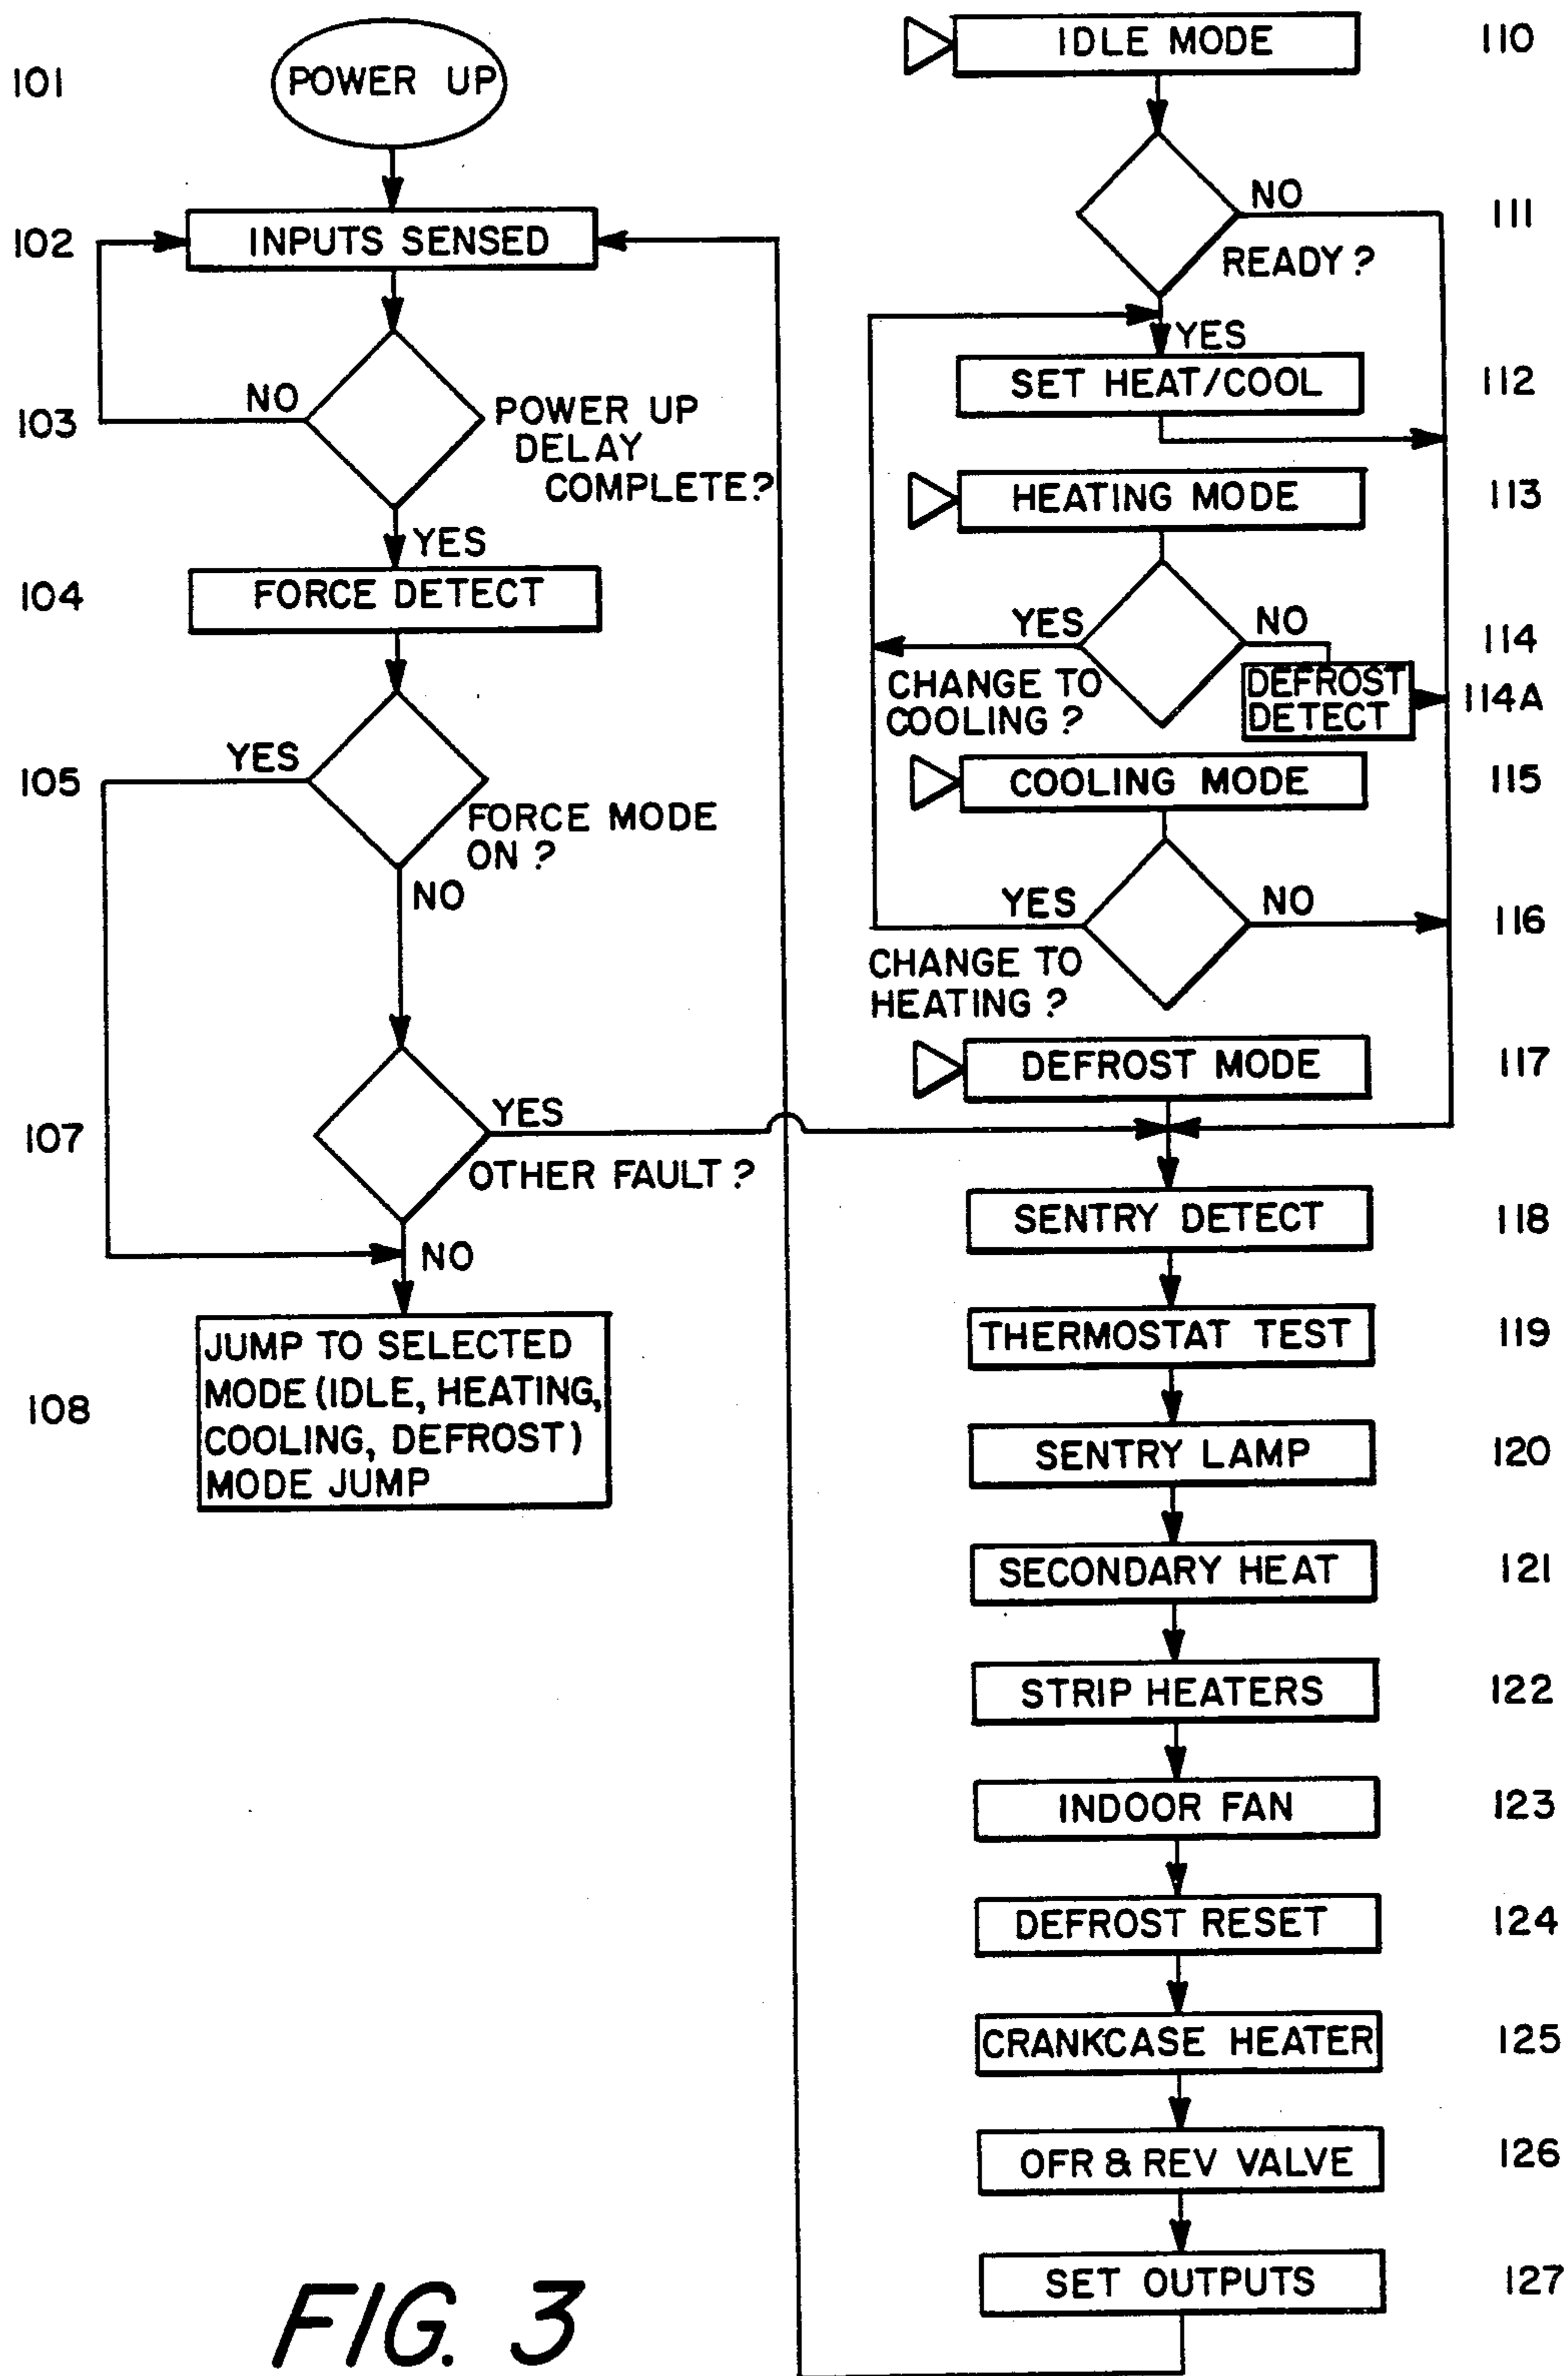 101
POWER UP
102
INPUTS SENSED
NO
103
POWER UP
DELAY
COMPLETE?
YES
104
FORCE DETECT
YES
105
FORCE MODE
ON ?
NO
107
YES
OTHER FAULT ?
NO
108
JUMP TO SELECTED
MODE (IDLE, HEATING,
COOLING, DEFROST)
MODE JUMP
IDLE MODE
110
NO
111
READY ?
YES
SET HEAT/COOL
112
HEATING MODE
113
YES
NO
114
CHANGE TO
COOLING ?
DEFROST
DETECT
114A
COOLING MODE
115
YES
NO
116
CHANGE TO
HEATING ?
DEFROST MODE
117
SENTRY DETECT
118
THERMOSTAT TEST
119
SENTRY LAMP
120
SECONDARY HEAT
121
STRIP HEATERS
122
INDOOR FAN
123
DEFROST RESET
124
CRANKCASE HEATER
125
OFR & REV VALVE
126
SET OUTPUTS
127
FIG. 3